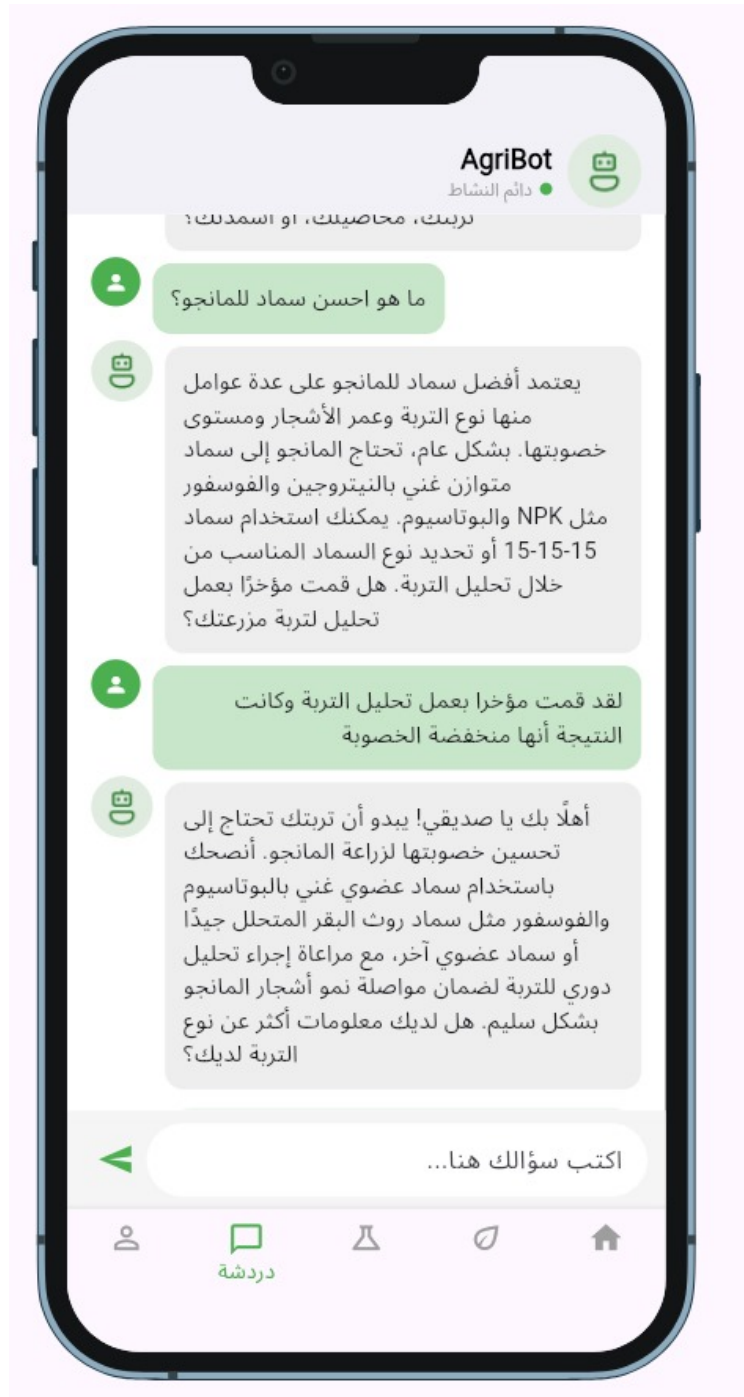 AgriBot
دائم النشاط
تربتك، محاصيلك، أو أسمدتك؟
ما هو احسن سماد للمانجو؟
يعتمد أفضل سماد للمانجو على عدة عوامل
منها نوع التربة وعمر الأشجار ومستوى
خصوبتها. بشكل عام، تحتاج المانجو إلى سماد
متوازن غني بالنيتروجين والفوسفور
مثل NPK والبوتاسيوم. يمكنك استخدام سماد
15-15-15 أو تحديد نوع السماد المناسب من
خلال تحليل التربة. هل قمت مؤخرًا بعمل
تحليل لتربة مزرعتك؟
لقد قمت مؤخرا بعمل تحليل التربة وكانت
النتيجة أنها منخفضة الخصوبة
أهلًا بك يا صديقي! يبدو أن تربتك تحتاج إلى
تحسين خصوبتها لزراعة المانجو. أنصحك
باستخدام سماد عضوي غني بالبوتاسيوم
والفوسفور مثل سماد روث البقر المتحلل جيدًا
أو سماد عضوي آخر، مع مراعاة إجراء تحليل
دوري للتربة لضمان مواصلة نمو أشجار المانجو
بشكل سليم. هل لديك معلومات أكثر عن نوع
التربة لديك؟
اكتب سؤالك هنا...
دردشة